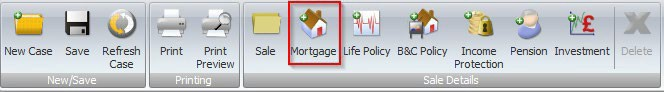 New Case
Save
Refresh
Case
New/Save
Print
Print
Preview
Printing
Sale
Mortgage
Life Policy
B&C Policy
Income
Protection
Pension
Investment
Delete
Sale Details